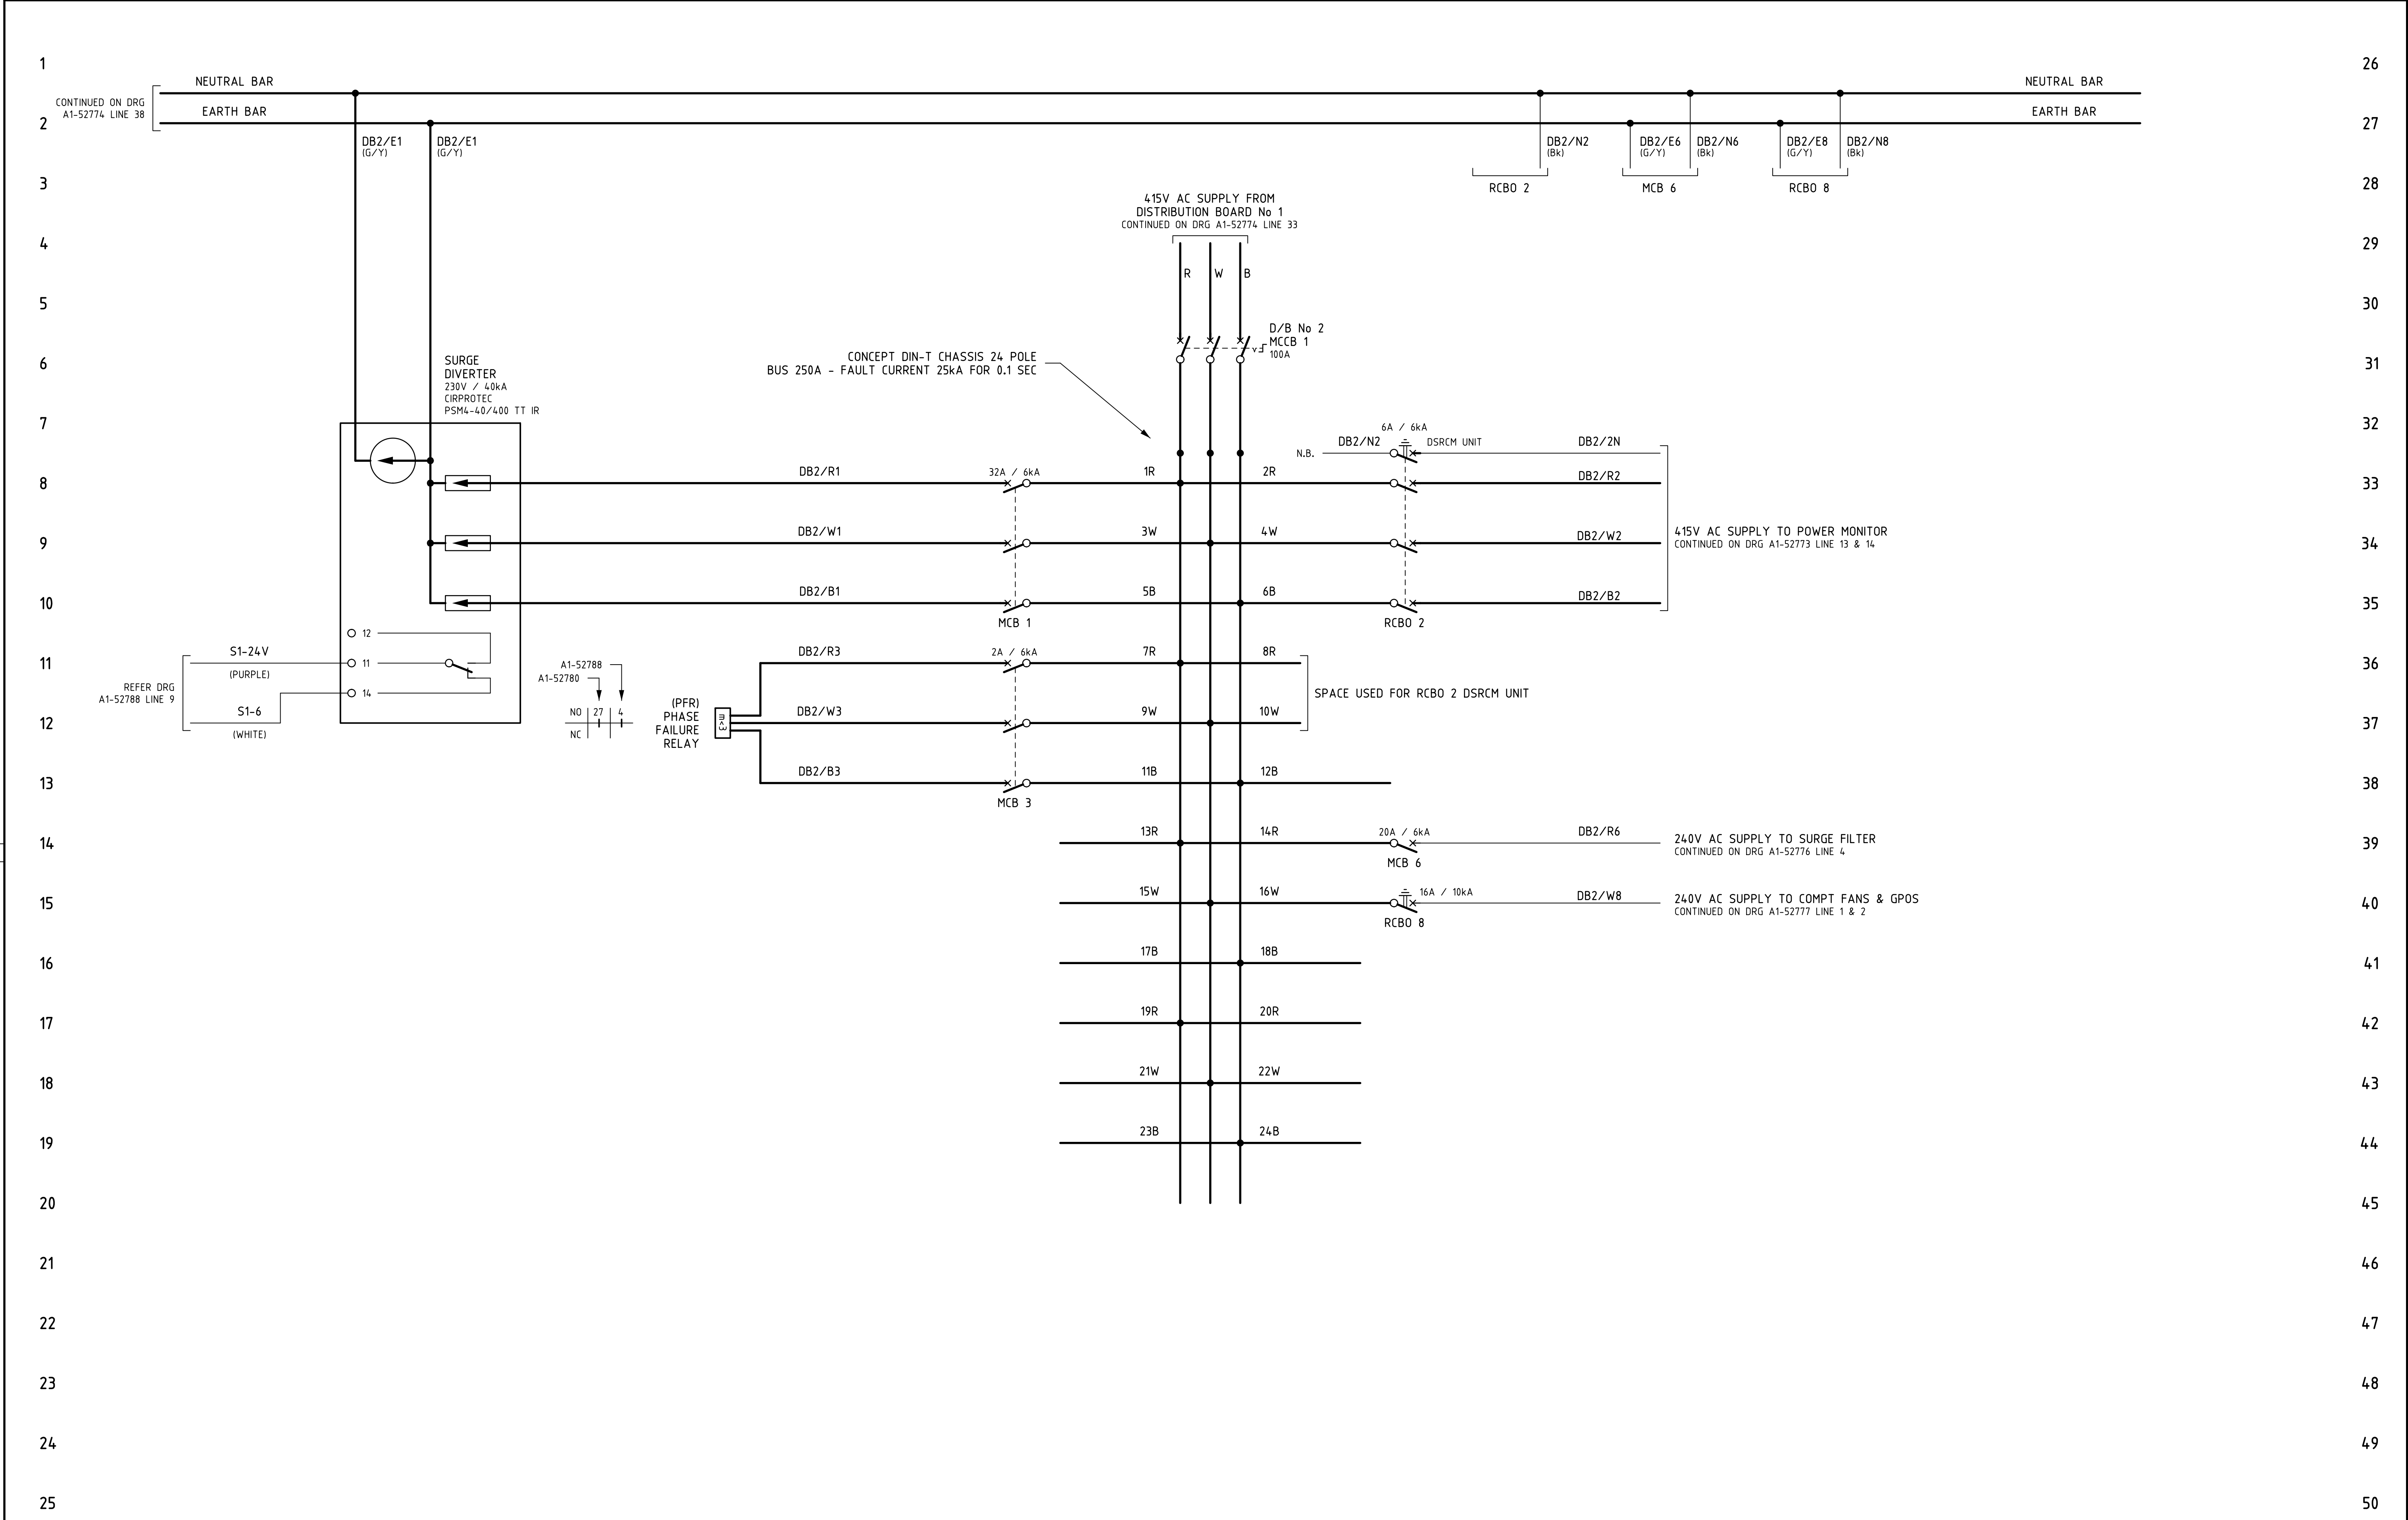 1
26
NEUTRAL BAR
NEUTRAL BAR
CONTINUED ON DRG
A1-52774 LINE 38
EARTH BAR
EARTH BAR
2
27
DB2/E1
(G/Y)
DB2/E1
(G/Y)
DB2/N2
(Bk)
DB2/E6
(G/Y)
DB2/N6
(Bk)
DB2/E8
(G/Y)
DB2/N8
(Bk)
3
28
RCBO 2
MCB 6
RCBO 8
415V AC SUPPLY FROM
DISTRIBUTION BOARD No 1
CONTINUED ON DRG A1-52774 LINE 33
4
29
R
W
B
5
30
D/B No 2
MCCB 1
100A
CONCEPT DIN-T CHASSIS 24 POLE
BUS 250A - FAULT CURRENT 25kA FOR 0.1 SEC
6
31
SURGE
DIVERTER
230V / 40kA
CIRPROTEC
PSM4-40/400 TT IR
7
32
6A / 6kA
N.B.
DB2/N2
DSRCM UNIT
DB2/2N
8
DB2/R1
32A / 6kA
1R
2R
DB2/R2
33
9
DB2/W1
3W
4W
DB2/W2
415V AC SUPPLY TO POWER MONITOR
CONTINUED ON DRG A1-52773 LINE 13 & 14
34
10
DB2/B1
5B
6B
DB2/B2
35
MCB 1
RCBO 2
12
11
S1-24V
(PURPLE)
11
A1-52788
A1-52780
DB2/R3
2A / 6kA
7R
8R
36
REFER DRG
A1-52788 LINE 9
14
SPACE USED FOR RCBO 2 DSRCM UNIT
12
S1-6
(WHITE)
NO 27 4
NC
(PFR)
PHASE
FAILURE
RELAY
m<3
DB2/W3
9W
10W
37
13
DB2/B3
11B
12B
38
MCB 3
14
13R
14R
20A / 6kA
MCB 6
DB2/R6
240V AC SUPPLY TO SURGE FILTER
CONTINUED ON DRG A1-52776 LINE 4
39
15
15W
16W
16A / 10kA
RCBO 8
DB2/W8
240V AC SUPPLY TO COMPT FANS & GPOS
CONTINUED ON DRG A1-52777 LINE 1 & 2
40
16
17B
18B
41
17
19R
20R
42
18
21W
22W
43
19
23B
24B
44
20
45
21
46
22
47
23
48
24
49
25
50